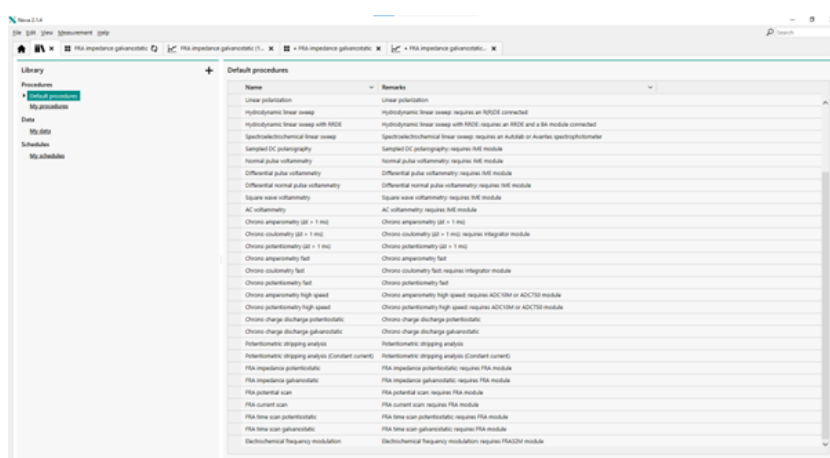 Nova 2.1.4
File Edit View Measurement Help
Search
FRA impedance galvanostatic
FRA impedance galvanostatic (1...
+ FRA impedance galvanostatic
+ FRA impedance galvanostatic...
Library
Procedures
Default procedures
My procedures
Data
My data
Schedules
My schedules
Default procedures
Name Remarks
Linear polarization Linear polarization
Hydrodynamic linear sweep Hydrodynamic linear sweep: requires an R(R)DE connected
Hydrodynamic linear sweep with RRDE Hydrodynamic linear sweep with RRDE: requires an RRDE and a BA module connected
Spectroelectrochemical linear sweep Spectroelectrochemical linear sweep: requires an Autolab or Avantes spectrophotometer
Sampled DC polarography Sampled DC polarography: requires IME module
Normal pulse voltammetry Normal pulse voltammetry: requires IME module
Differential pulse voltammetry Differential pulse voltammetry: requires IME module
Differential normal pulse voltammetry Differential normal pulse voltammetry: requires IME module
Square wave voltammetry Square wave voltammetry: requires IME module
AC voltammetry AC voltammetry: requires IME module
Chrono amperometry (Δt > 1 ms) Chrono amperometry (Δt > 1 ms)
Chrono coulometry (Δt > 1 ms) Chrono coulometry (Δt > 1 ms): requires integrator module
Chrono potentiometry (Δt > 1 ms) Chrono potentiometry (Δt > 1 ms)
Chrono amperometry fast Chrono amperometry fast
Chrono coulometry fast Chrono coulometry fast: requires integrator module
Chrono potentiometry fast Chrono potentiometry fast
Chrono amperometry high speed Chrono amperometry high speed: requires ADC10M or ADC750 module
Chrono potentiometry high speed Chrono potentiometry high speed: requires ADC10M or ADC750 module
Chrono charge discharge potentiostatic Chrono charge discharge potentiostatic
Chrono charge discharge galvanostatic Chrono charge discharge galvanostatic
Potentiometric stripping analysis Potentiometric stripping analysis
Potentiometric stripping analysis (Constant current) Potentiometric stripping analysis (Constant current)
FRA impedance potentiostatic FRA impedance potentiostatic: requires FRA module
FRA impedance galvanostatic FRA impedance galvanostatic: requires FRA module
FRA potential scan FRA potential scan: requires FRA module
FRA current scan FRA current scan: requires FRA module
FRA time scan potentiostatic FRA time scan potentiostatic: requires FRA module
FRA time scan galvanostatic FRA time scan galvanostatic: requires FRA module
Electrochemical Frequency modulation Electrochemical Frequency modulation: requires FRA32M module